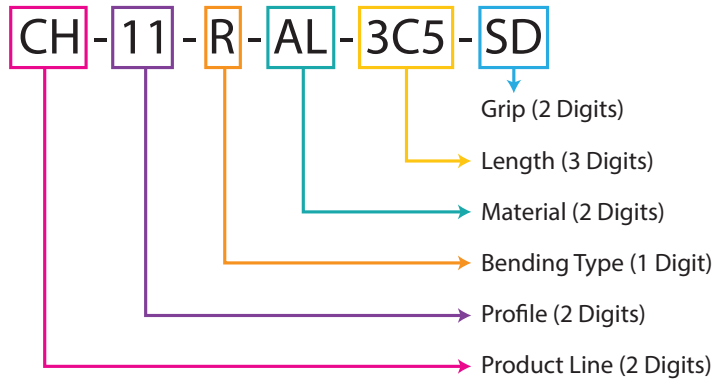 CH-11-R-AL-3C5-SD
Grip (2 Digits)
Length (3 Digits)
Material (2 Digits)
Bending Type (1 Digit)
Profile (2 Digits)
Product Line (2 Digits)